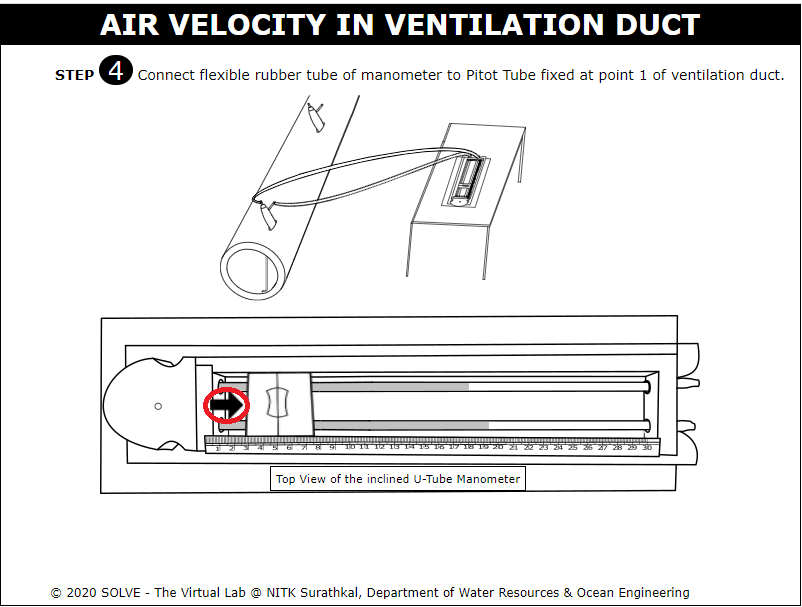 AIR VELOCITY IN VENTILATION DUCT
STEP 4 Connect flexible rubber tube of manometer to Pitot Tube fixed at point 1 of ventilation duct.
1 2 3 4 5 6 7 8 9 10 11 12 13 14 15 16 17 18 19 20 21 22 23 24 25 26 27 28 29 30
Top View of the inclined U-Tube Manometer
© 2020 SOLVE - The Virtual Lab @ NITK Surathkal, Department of Water Resources & Ocean Engineering